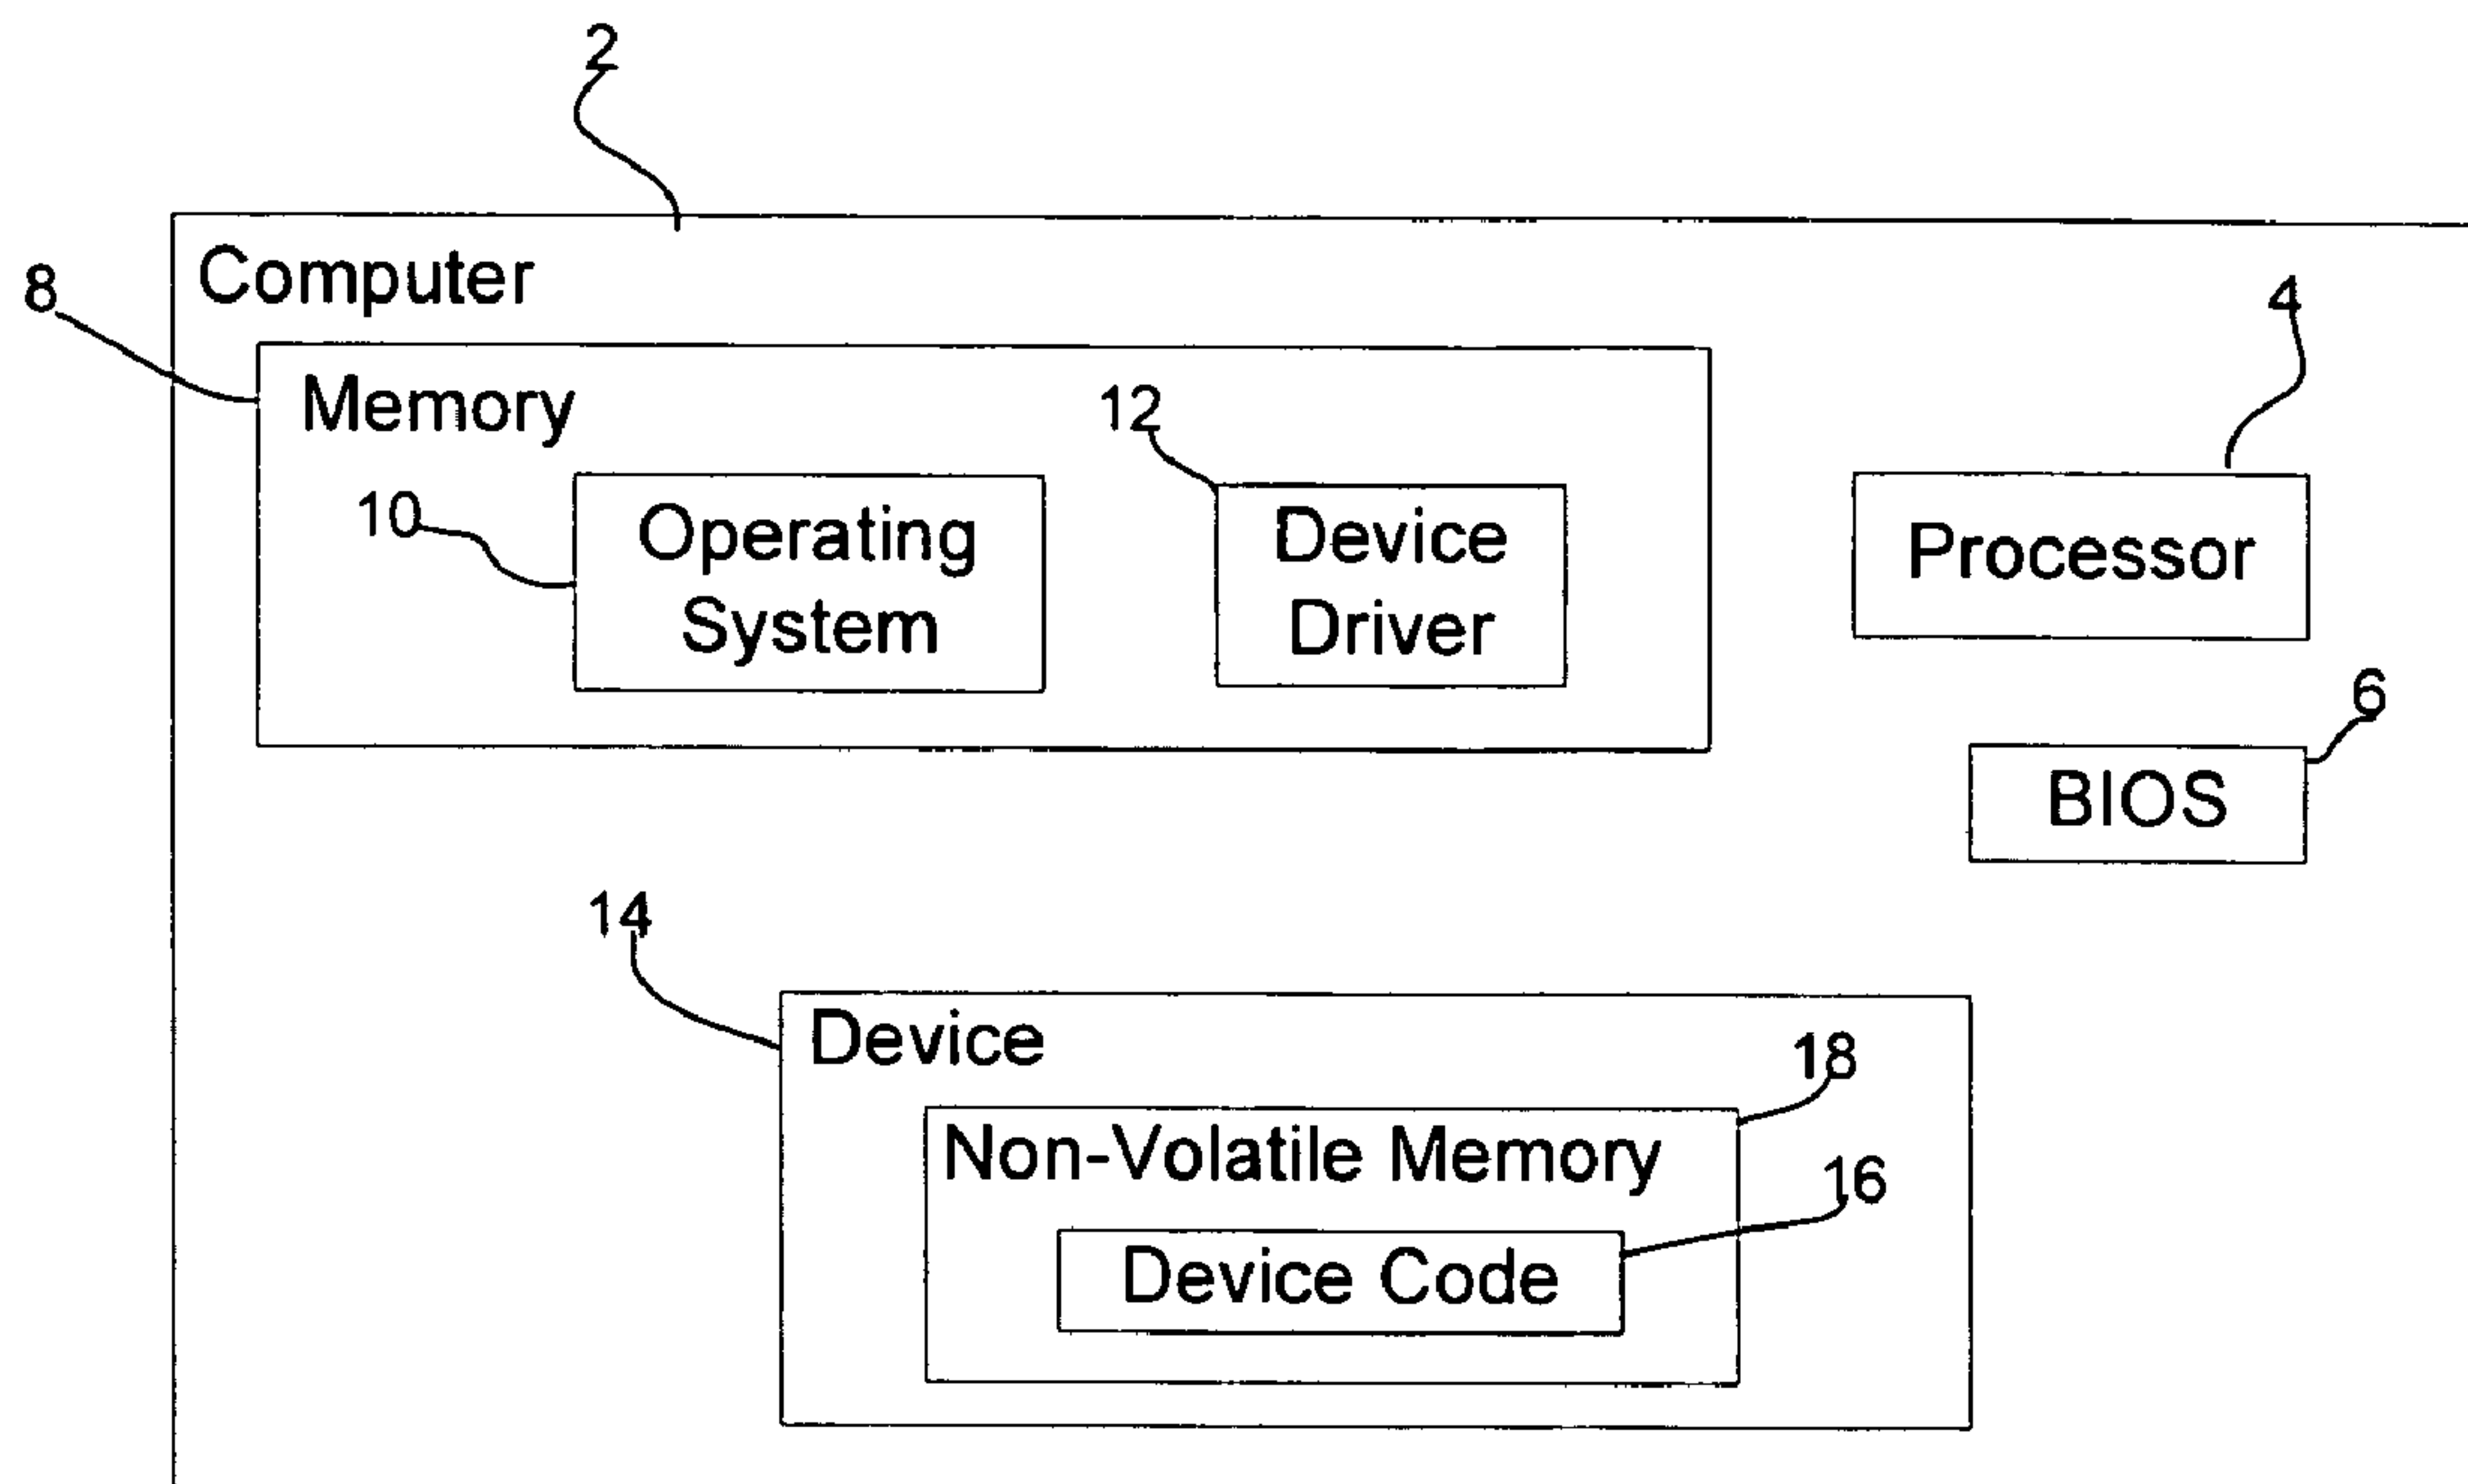 2
Computer
8
4
Memory
12
10
Operating
System
Device
Driver
Processor
6
BIOS
14
Device
18
Non-Volatile Memory
16
Device Code